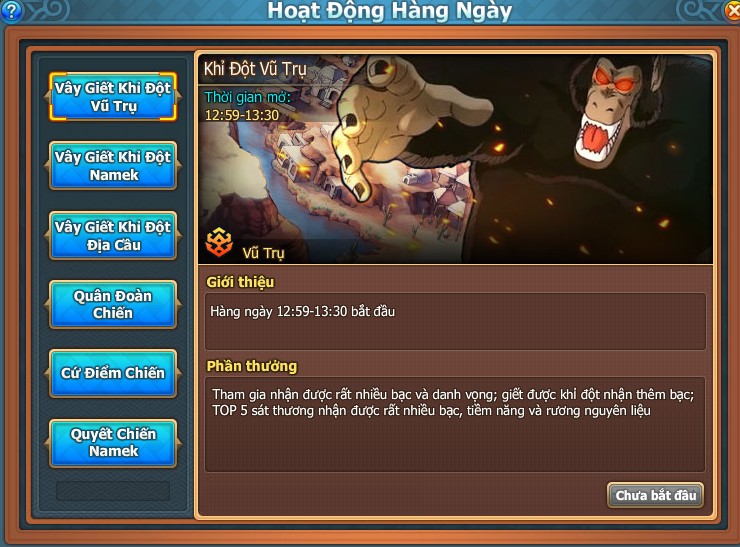 Hoạt Động Hàng Ngày
Vây Giết Khỉ Đột
Vũ Trụ
Vây Giết Khỉ Đột
Namek
Vây Giết Khỉ Đột
Địa Cầu
Quân Đoàn
Chiến
Cứ Điểm Chiến
Quyết Chiến
Namek
Khỉ Đột Vũ Trụ
Thời gian mở:
12:59-13:30
Vũ Trụ
Giới thiệu
Hàng ngày 12:59-13:30 bắt đầu
Phần thưởng
Tham gia nhận được rất nhiều bạc và danh vọng; giết được khỉ đột nhận thêm bạc;
TOP 5 sát thương nhận được rất nhiều bạc, tiềm năng và rương nguyên liệu
Chưa bắt đầu